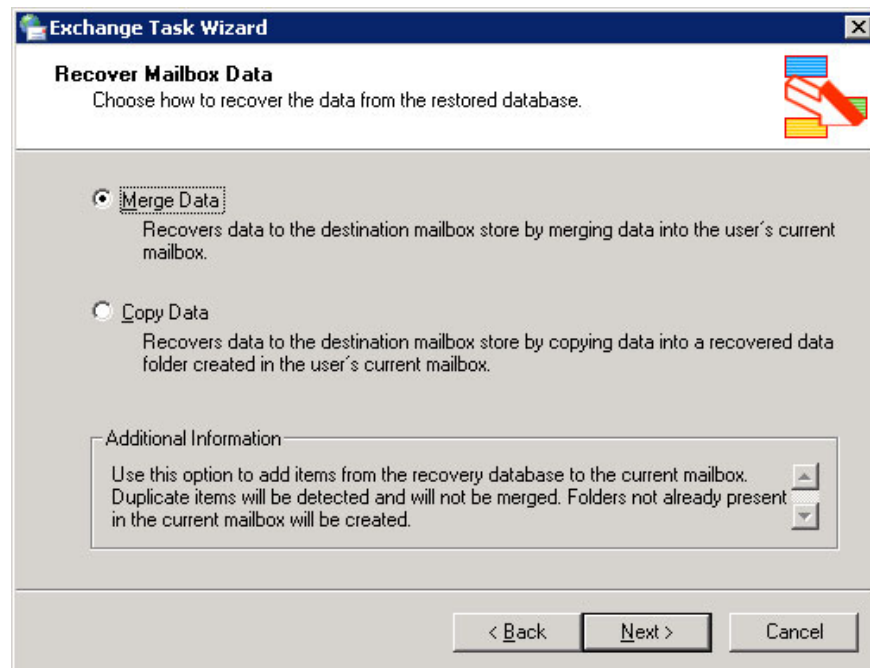 Exchange Task Wizard
Recover Mailbox Data
Choose how to recover the data from the restored database.
Merge Data
Recovers data to the destination mailbox store by merging data into the user´s current
mailbox.
Copy Data
Recovers data to the destination mailbox store by copying data into a recovered data
folder created in the user´s current mailbox.
Additional Information
Use this option to add items from the recovery database to the current mailbox.
Duplicate items will be detected and will not be merged. Folders not already present
in the current mailbox will be created.
< Back
Next >
Cancel